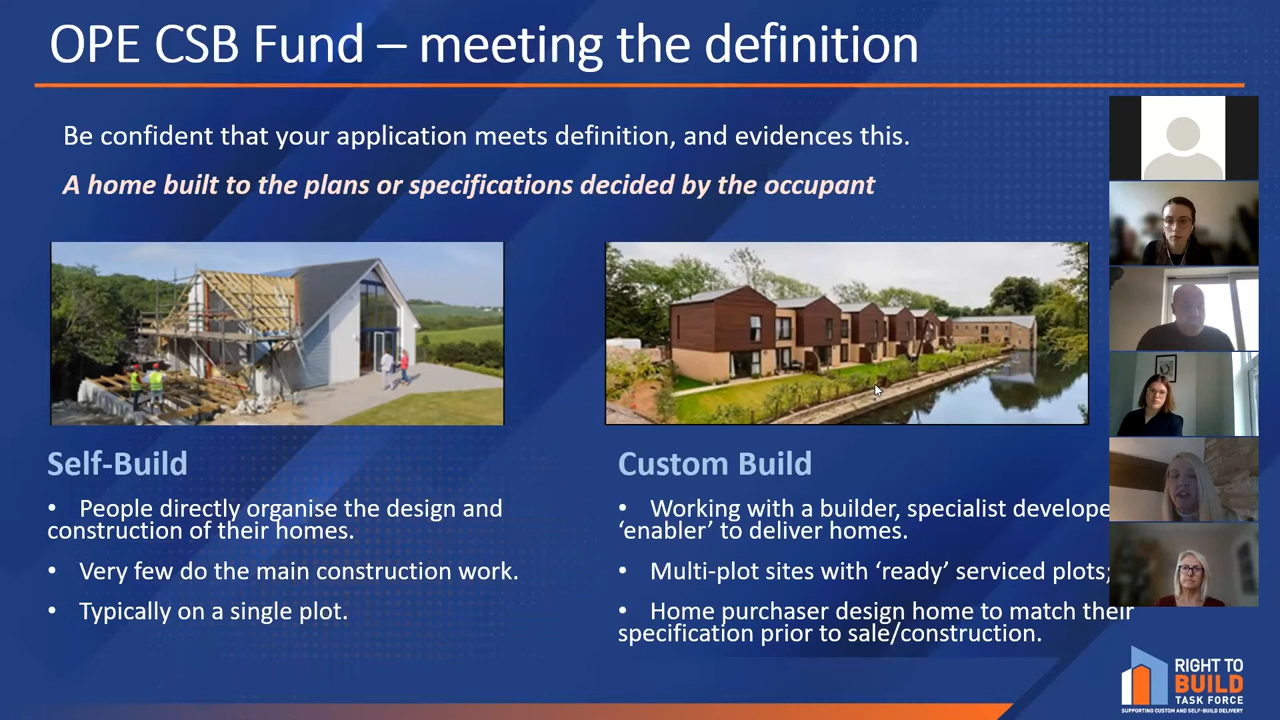 OPE CSB Fund – meeting the definition
Be confident that your application meets definition, and evidences this.
A home built to the plans or specifications decided by the occupant
Self-Build
• People directly organise the design and
construction of their homes.
• Very few do the main construction work.
• Typically on a single plot.
Custom Build
• Working with a builder, specialist develope
‘enabler’ to deliver homes.
• Multi-plot sites with ‘ready’ serviced plots;
• Home purchaser design home to match their
specification prior to sale/construction.
RIGHT TO
BUILD
TASK FORCE
SUPPORTING CUSTOM AND SELF-BUILD DELIVERY